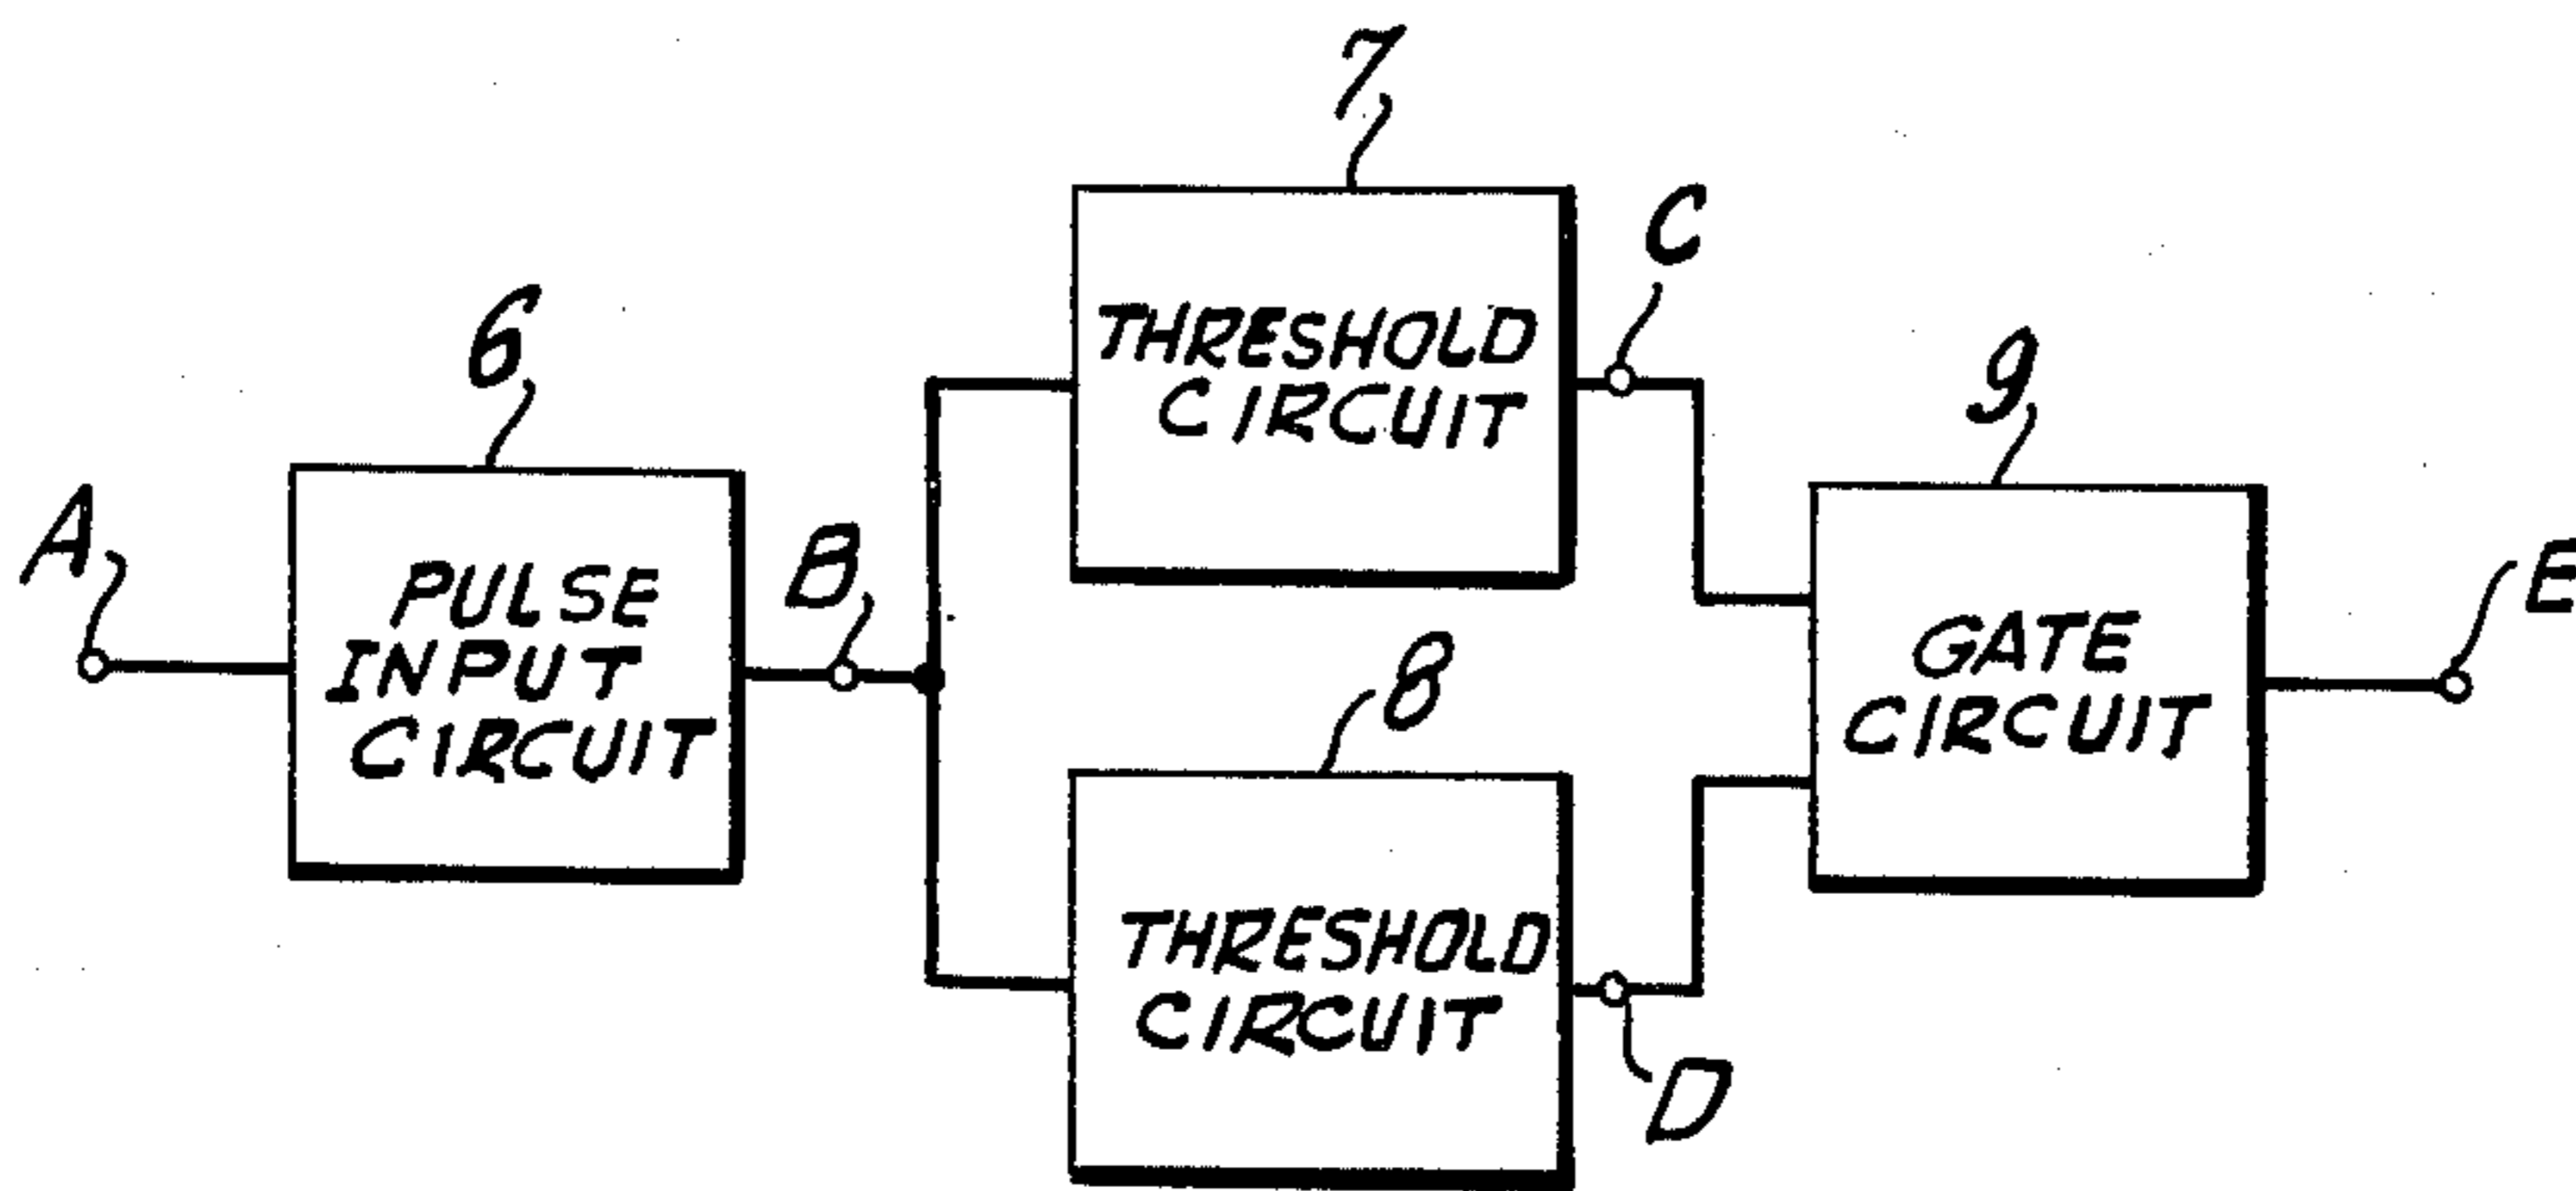 A
6
PULSE
INPUT
CIRCUIT
B
7
THRESHOLD
CIRCUIT
C
8
THRESHOLD
CIRCUIT
D
9
GATE
CIRCUIT
E